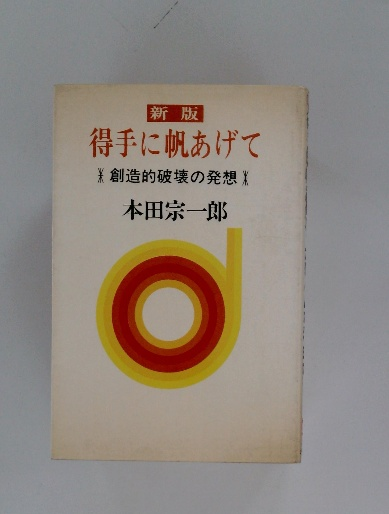 新版
得手に帆あげて
創造的破壊の発想
本田宗一郎